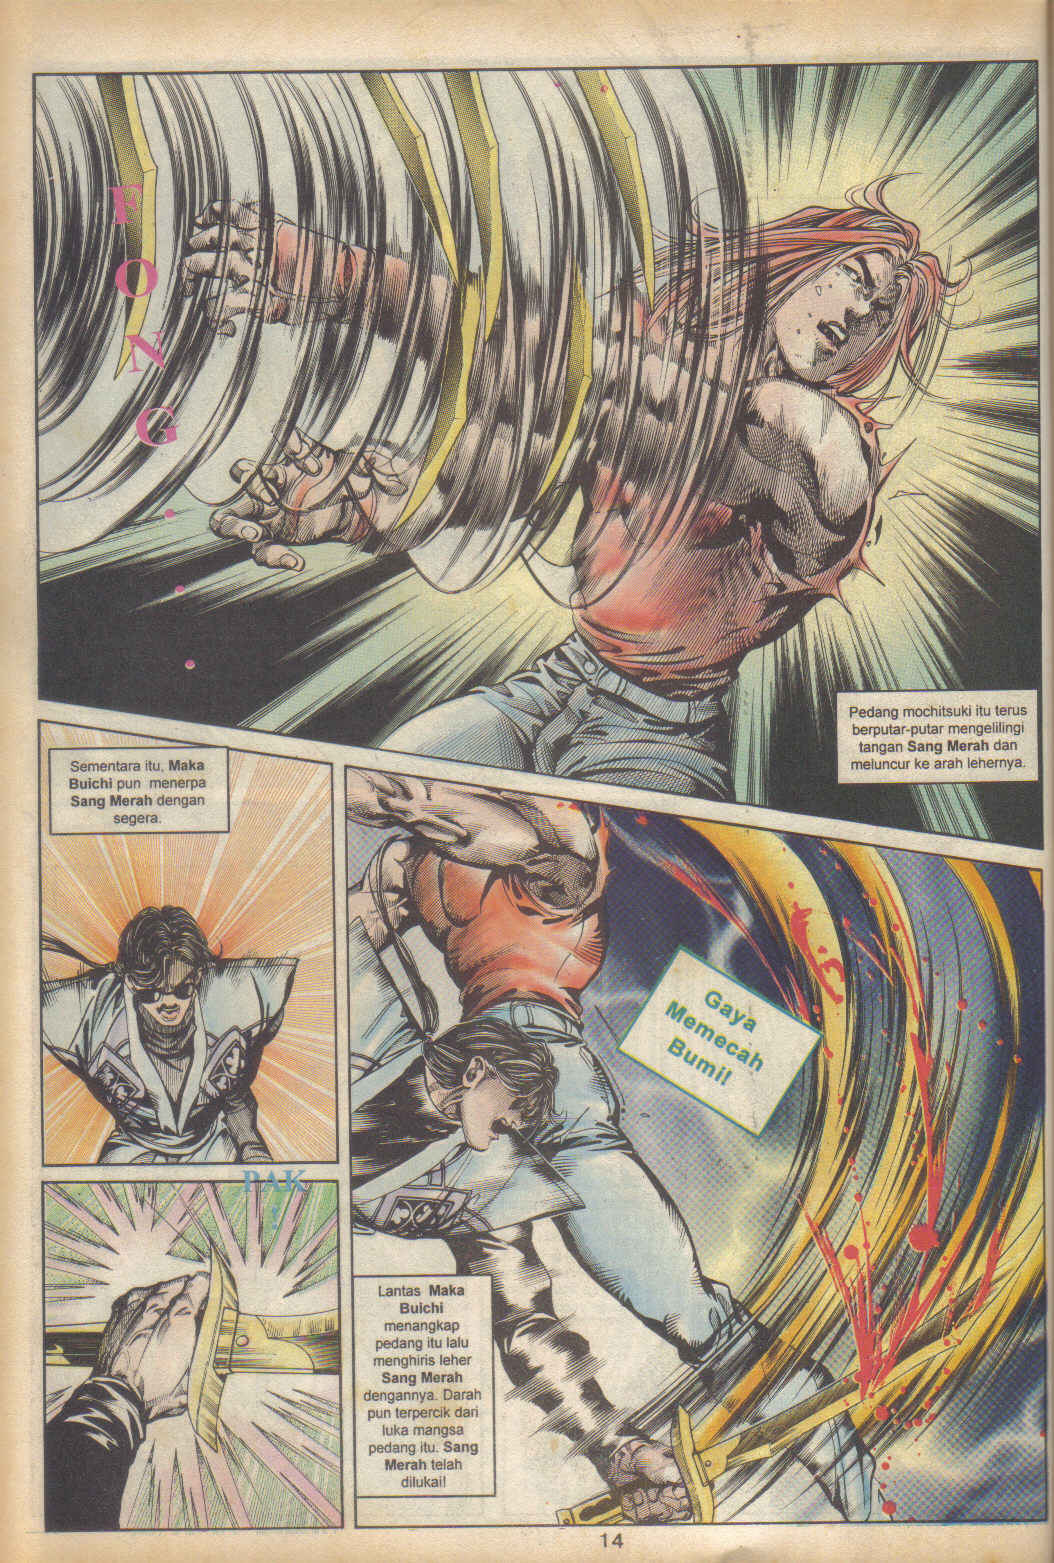 FONG
Pedang mochitsuki itu terus
berputar-putar mengelilingi
tangan Sang Merah dan
meluncur ke arah lehernya.
Sementara itu, Maka
Buichi pun menerpa
Sang Merah dengan
segera.
Gaya
Memecah
Bumi!
PAK
!
Lantas Maka
Buichi
menangkap
pedang itu lalu
menghiris leher
Sang Merah
dengannya. Darah
pun terpercik dari
luka mangsa
pedang itu. Sang
Merah telah
dilukai!
14